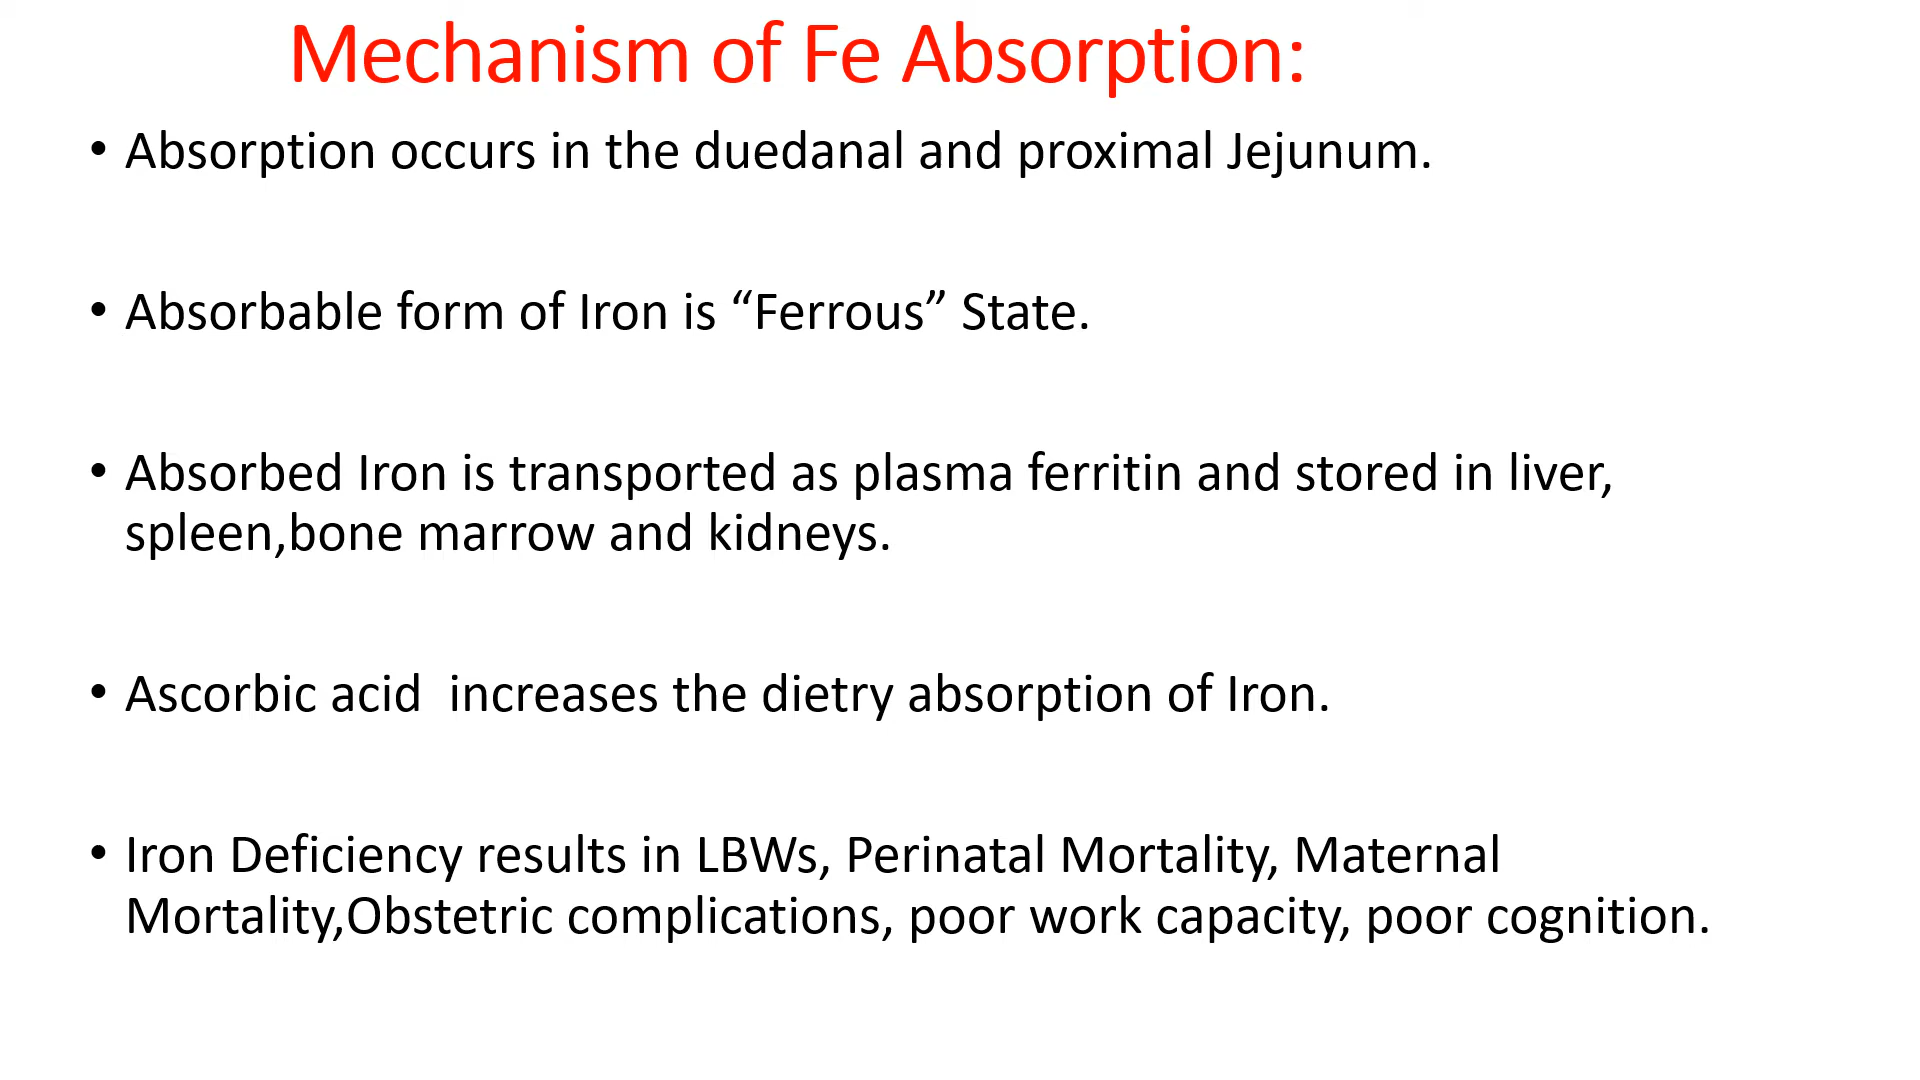 Mechanism of Fe Absorption:
• Absorption occurs in the duedanal and proximal Jejunum.
• Absorbable form of Iron is “Ferrous” State.
• Absorbed Iron is transported as plasma ferritin and stored in liver,
spleen,bone marrow and kidneys.
• Ascorbic acid  increases the dietry absorption of Iron.
• Iron Deficiency results in LBWs, Perinatal Mortality, Maternal
Mortality,Obstetric complications, poor work capacity, poor cognition.